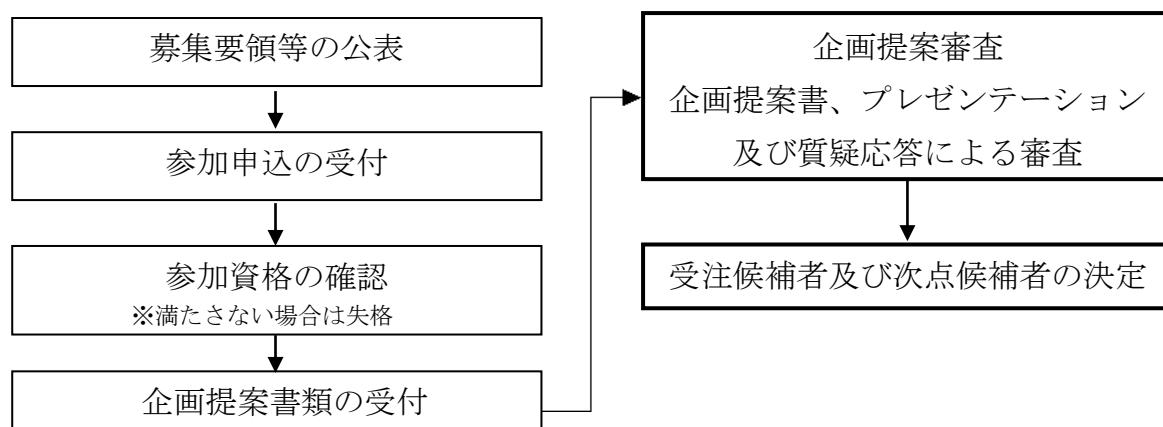 募集要領等の公表
参加申込の受付
参加資格の確認
※満たさない場合は失格
企画提案書類の受付
企画提案審査
企画提案書、プレゼンテーション
及び質疑応答による審査
受注候補者及び次点候補者の決定